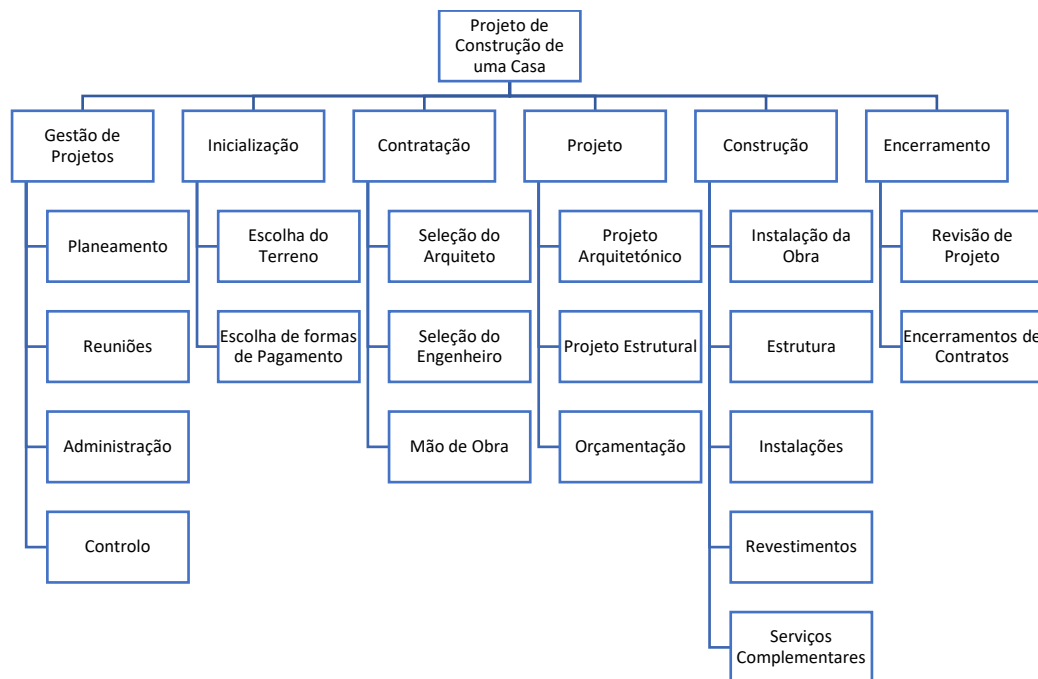 Projeto de
Construção de
uma Casa
Gestão de
Projetos
Inicialização
Contratação
Projeto
Construção
Encerramento
Planeamento
Escolha do
Terreno
Seleção do
Arquiteto
Projeto
Arquitetónico
Instalação da
Obra
Revisão de
Projeto
Reuniões
Escolha de formas
de Pagamento
Seleção do
Engenheiro
Projeto Estrutural
Estrutura
Encerramentos de
Contratos
Administração
Mão de Obra
Orçamentação
Instalações
Controlo
Revestimentos
Serviços
Complementares